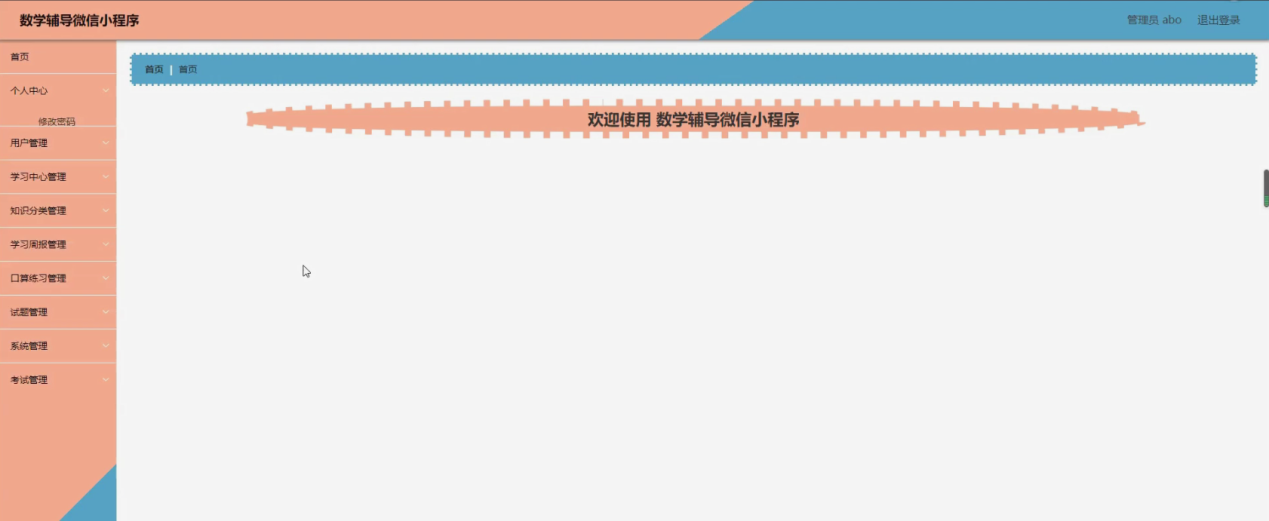 数学辅导微信小程序
管理员 abo 退出登录
首页
个人中心
修改密码
用户管理
学习中心管理
知识分类管理
学习周报管理
口算练习管理
试题管理
系统管理
考试管理
首页 | 首页
欢迎使用 数学辅导微信小程序